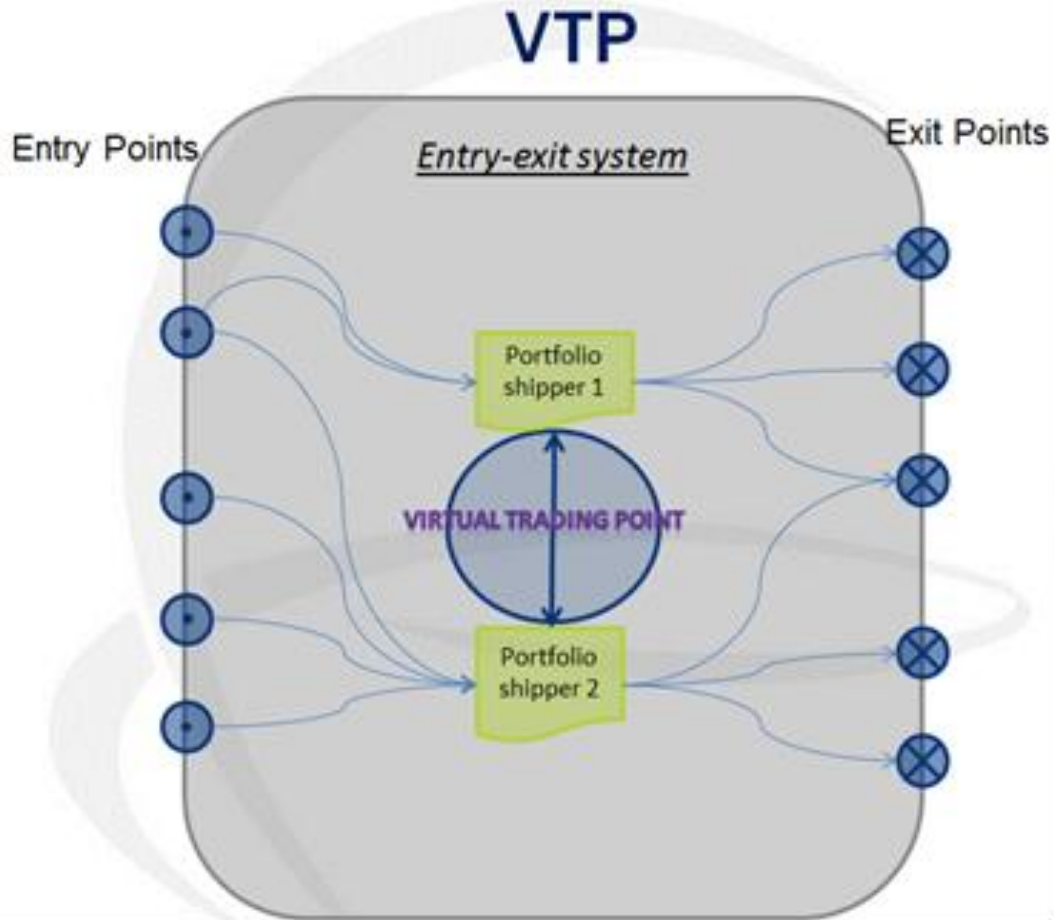 VTP
Entry Points
Exit Points
Entry-exit system
Portfolio
shipper 1
VIRTUAL TRADING POINT
Portfolio
shipper 2